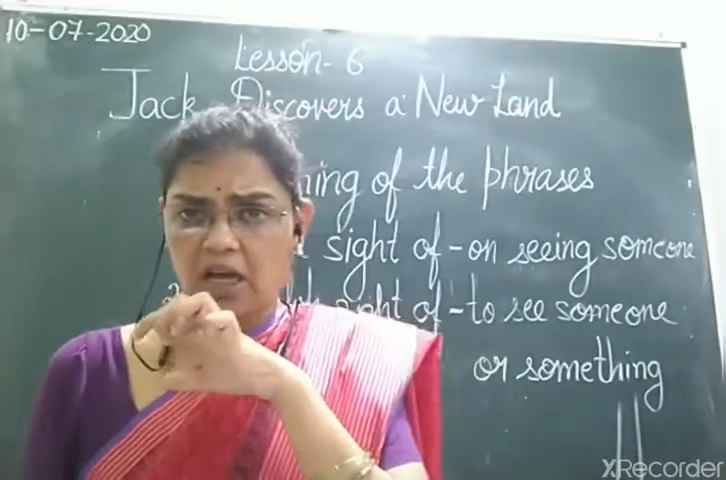 10-07-2020
Lesson- 6
Jack Discovers a New Land
of the phrases
sight of - on seeing someone
sight of - to see someone
or something
XRecorder